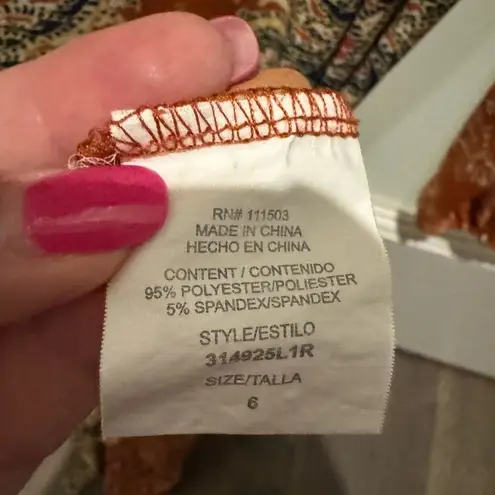 RN# 111503
MADE IN CHINA
HECHO EN CHINA
CONTENT / CONTENIDO
95% POLYESTER/POLIESTER
5% SPANDEX/SPANDEX
STYLE/ESTILO
314925L1R
SIZE/TALLA
6